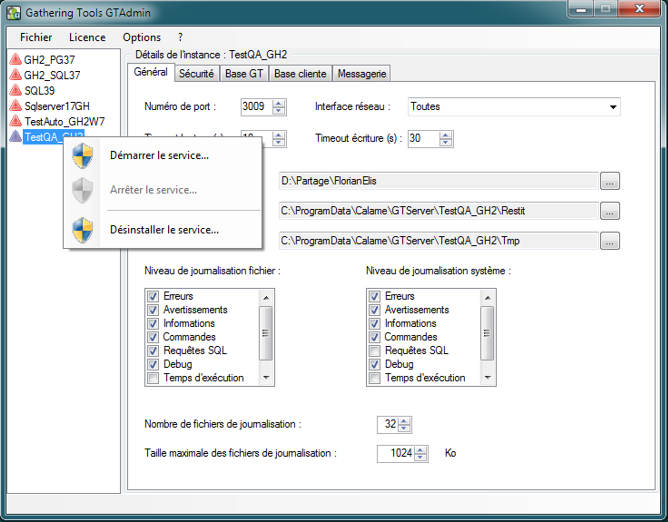 Gathering Tools GTAdmin
Fichier Licence Options ?
GH2_PG37
GH2_SQL37
SQL39
Sqlserver17GH
TestAuto_GH2W7
TestQA_GH2
Démarrer le service...
Arrêter le service...
Désinstaller le service...
Détails de l'instance : TestQA_GH2
Général Sécurité Base GT Base cliente Messagerie
Numéro de port : 3009 Interface réseau : Toutes
Timeout écriture (s) : 30
D:\Partage\FlorianElis ...
C:\ProgramData\Calame\GTServer\TestQA_GH2\Restit ...
C:\ProgramData\Calame\GTServer\TestQA_GH2\Tmp ...
Niveau de journalisation fichier :
Erreurs
Avertissements
Informations
Commandes
Requêtes SQL
Debug
Temps d'exécution
Niveau de journalisation système :
Erreurs
Avertissements
Informations
Commandes
Requêtes SQL
Debug
Temps d'exécution
Nombre de fichiers de journalisation : 32
Taille maximale des fichiers de journalisation : 1024 Ko